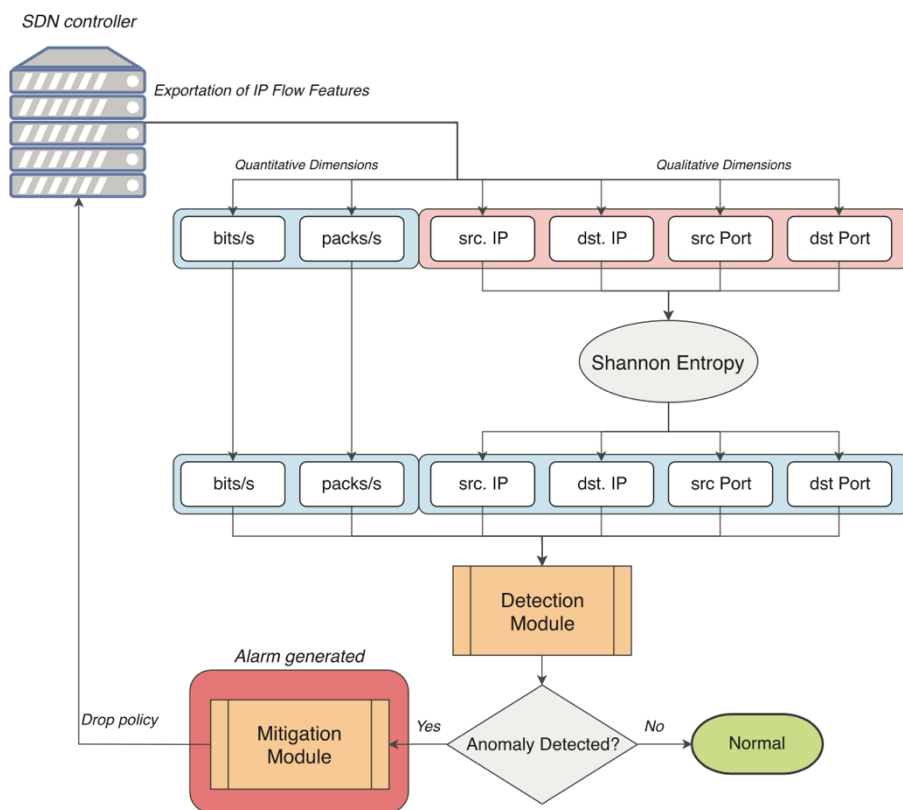 SDN controller
Exportation of IP Flow Features
Quantitative Dimensions
Qualitative Dimensions
bits/s
packs/s
src. IP
dst. IP
src Port
dst Port
Shannon Entropy
bits/s
packs/s
src. IP
dst. IP
src Port
dst Port
Detection
Module
Alarm generated
Drop policy
Mitigation
Module
Yes
Anomaly Detected?
No
Normal